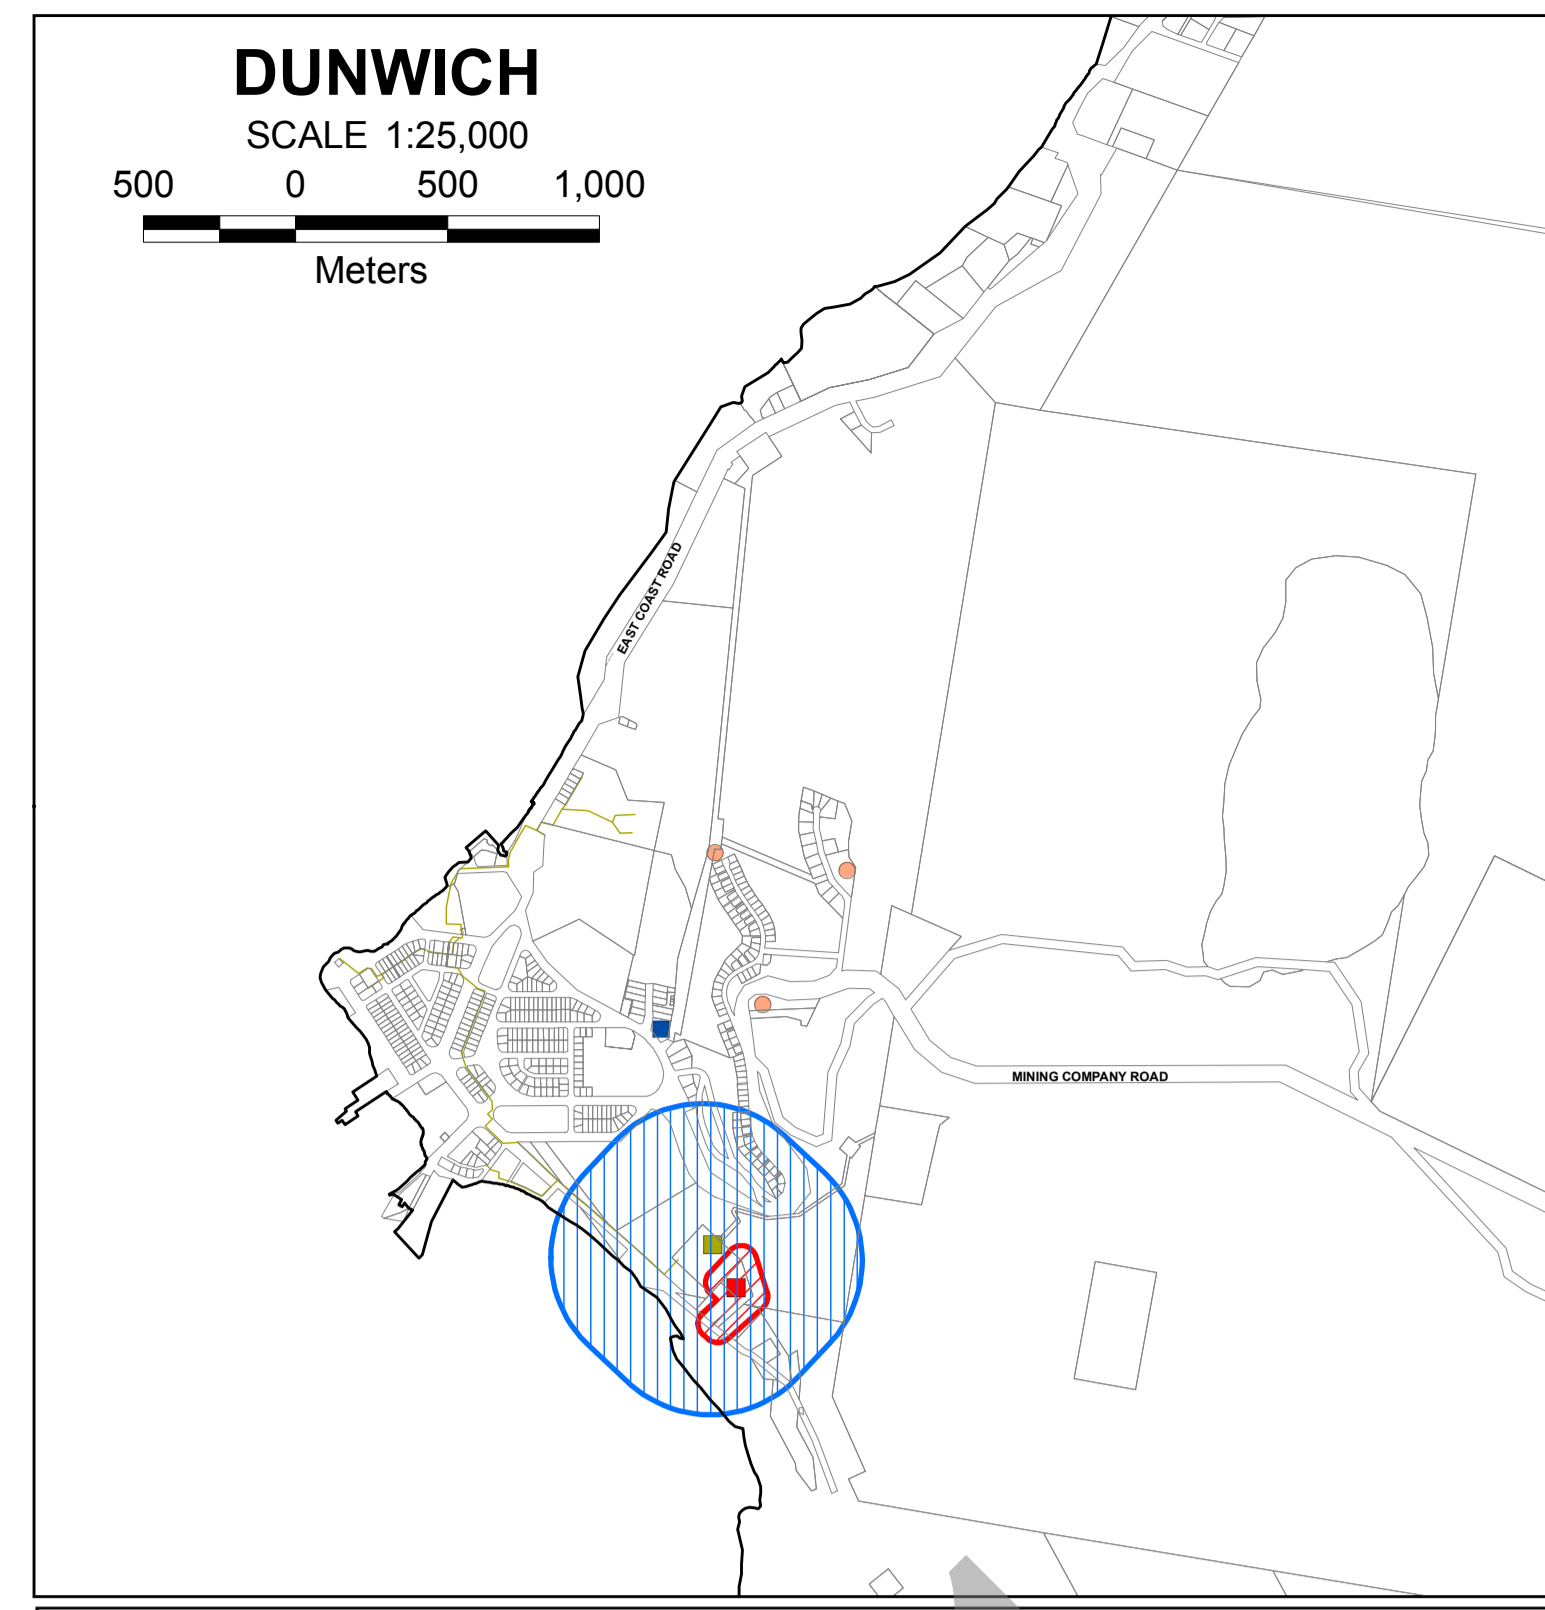 DUNWICH
SCALE 1:25,000
500 0 500 1,000
Meters
EAST COAST ROAD
MINING COMPANY ROAD